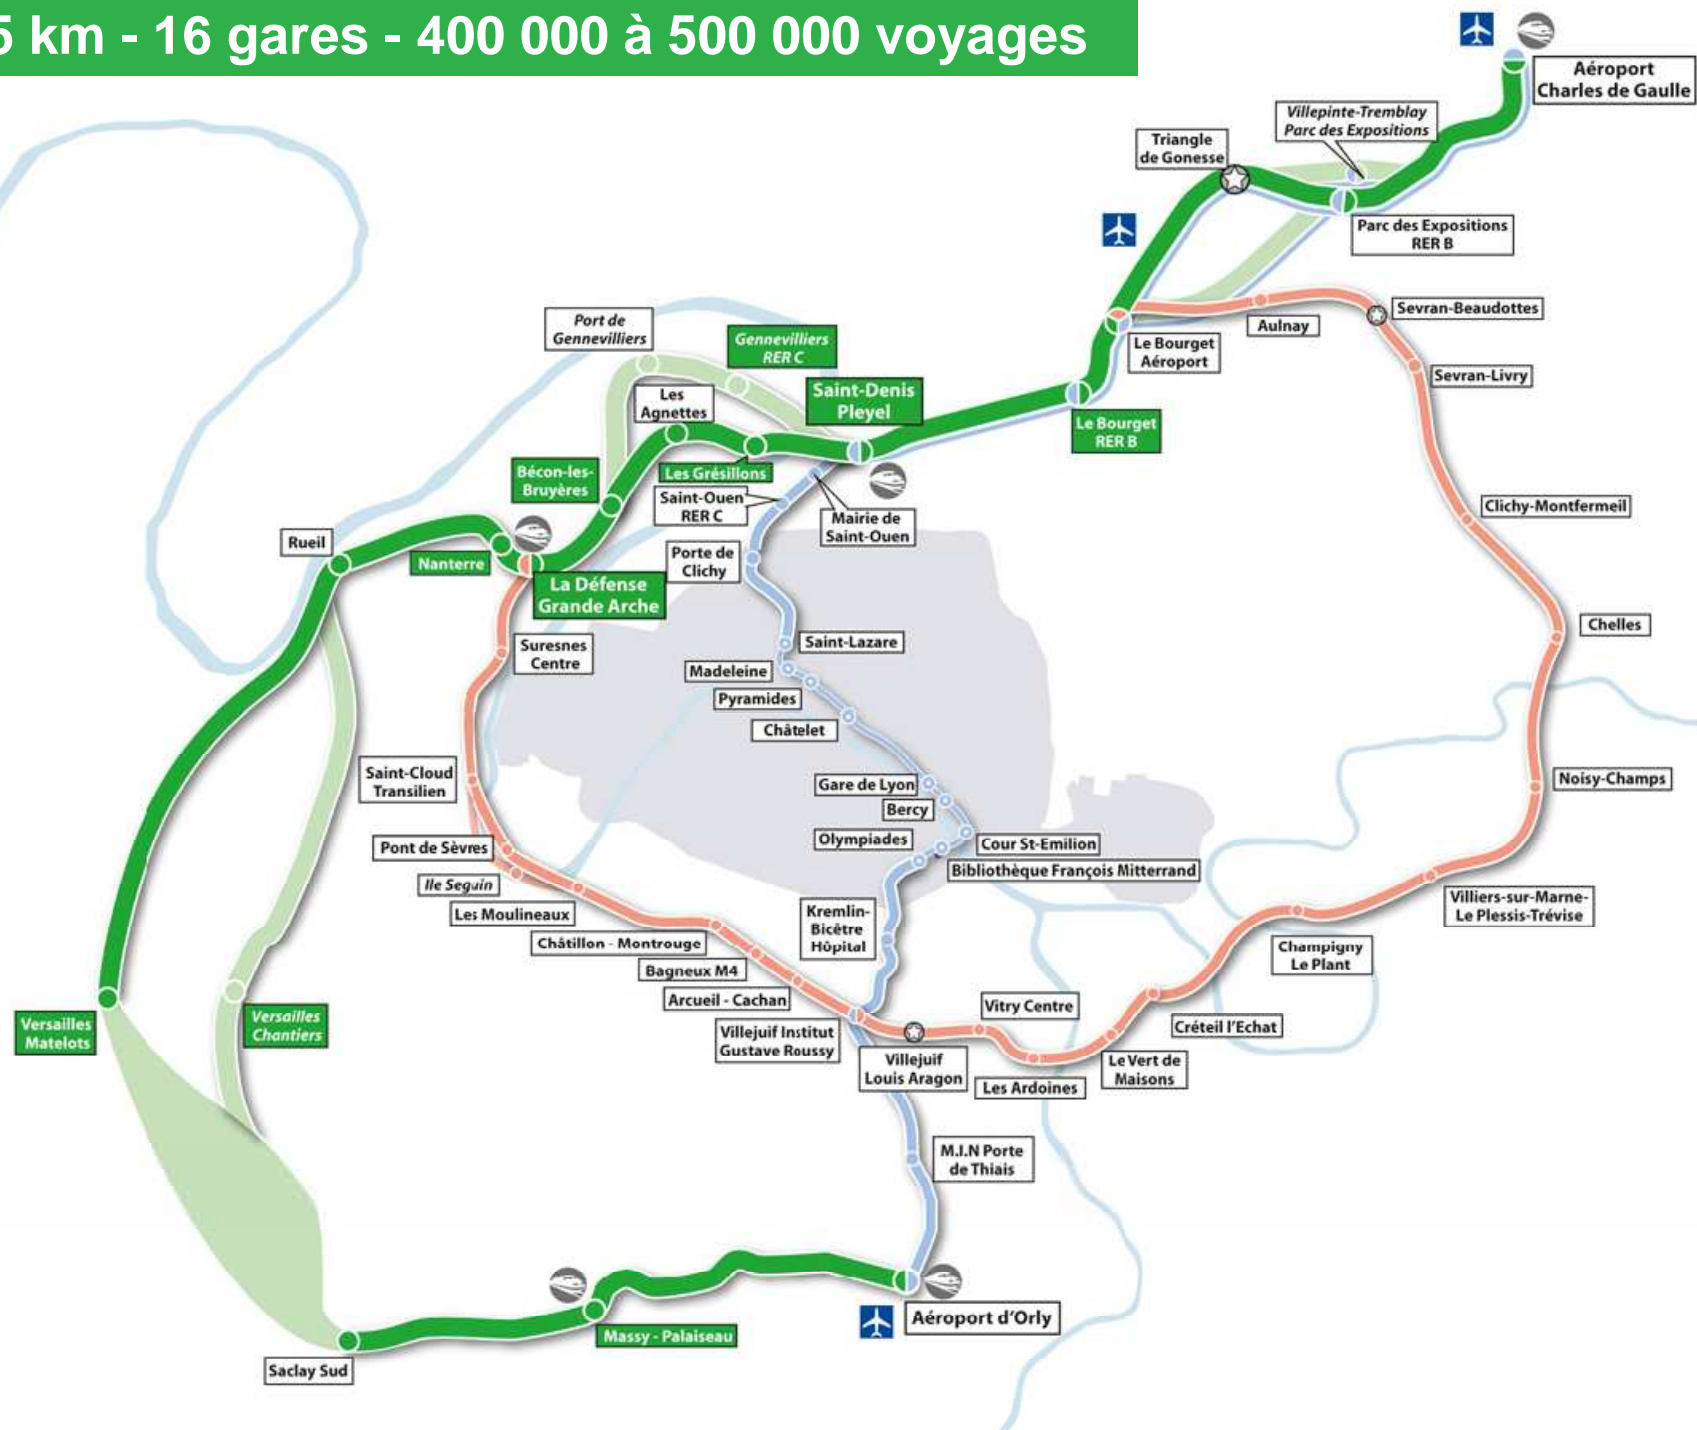 5 km - 16 gares - 400 000 à 500 000 voyages
Aéroport
Charles de Gaulle
Villepinte-Tremblay
Parc des Expositions
Triangle
de Gonesse
Parc des Expositions
RER B
Sevran-Beaudottes
Aulnay
Le Bourget
Aéroport
Sevran-Livry
Port de
Gennevilliers
Gennevilliers
RER C
Saint-Denis
Pleyel
Les
Agnettes
Le Bourget
RER B
Bécon-les-
Bruyères
Les Grésillons
Saint-Ouen
RER C
Mairie de
Saint-Ouen
Clichy-Montfermeil
Rueil
Nanterre
Porte de
Clichy
La Défense
Grande Arche
Chelles
Suresnes
Centre
Saint-Lazare
Madeleine
Pyramides
Châtelet
Saint-Cloud
Transilien
Gare de Lyon
Noisy-Champs
Bercy
Olympiades
Cour St-Emilion
Pont de Sèvres
Bibliothèque François Mitterrand
Ile Seguin
Villiers-sur-Marne-
Le Plessis-Trévise
Les Moulineaux
Kremlin-
Bicêtre
Hôpital
Châtillon - Montrouge
Champigny
Le Plant
Bagneux M4
Arcueil - Cachan
Vitry Centre
Versailles
Matelots
Versailles
Chantiers
Villejuif Institut
Gustave Roussy
Créteil l'Echat
Villejuif
Louis Aragon
Les Ardoines
Le Vert de
Maisons
M.I.N Porte
de Thiais
Aéroport d'Orly
Massy - Palaiseau
Saclay Sud